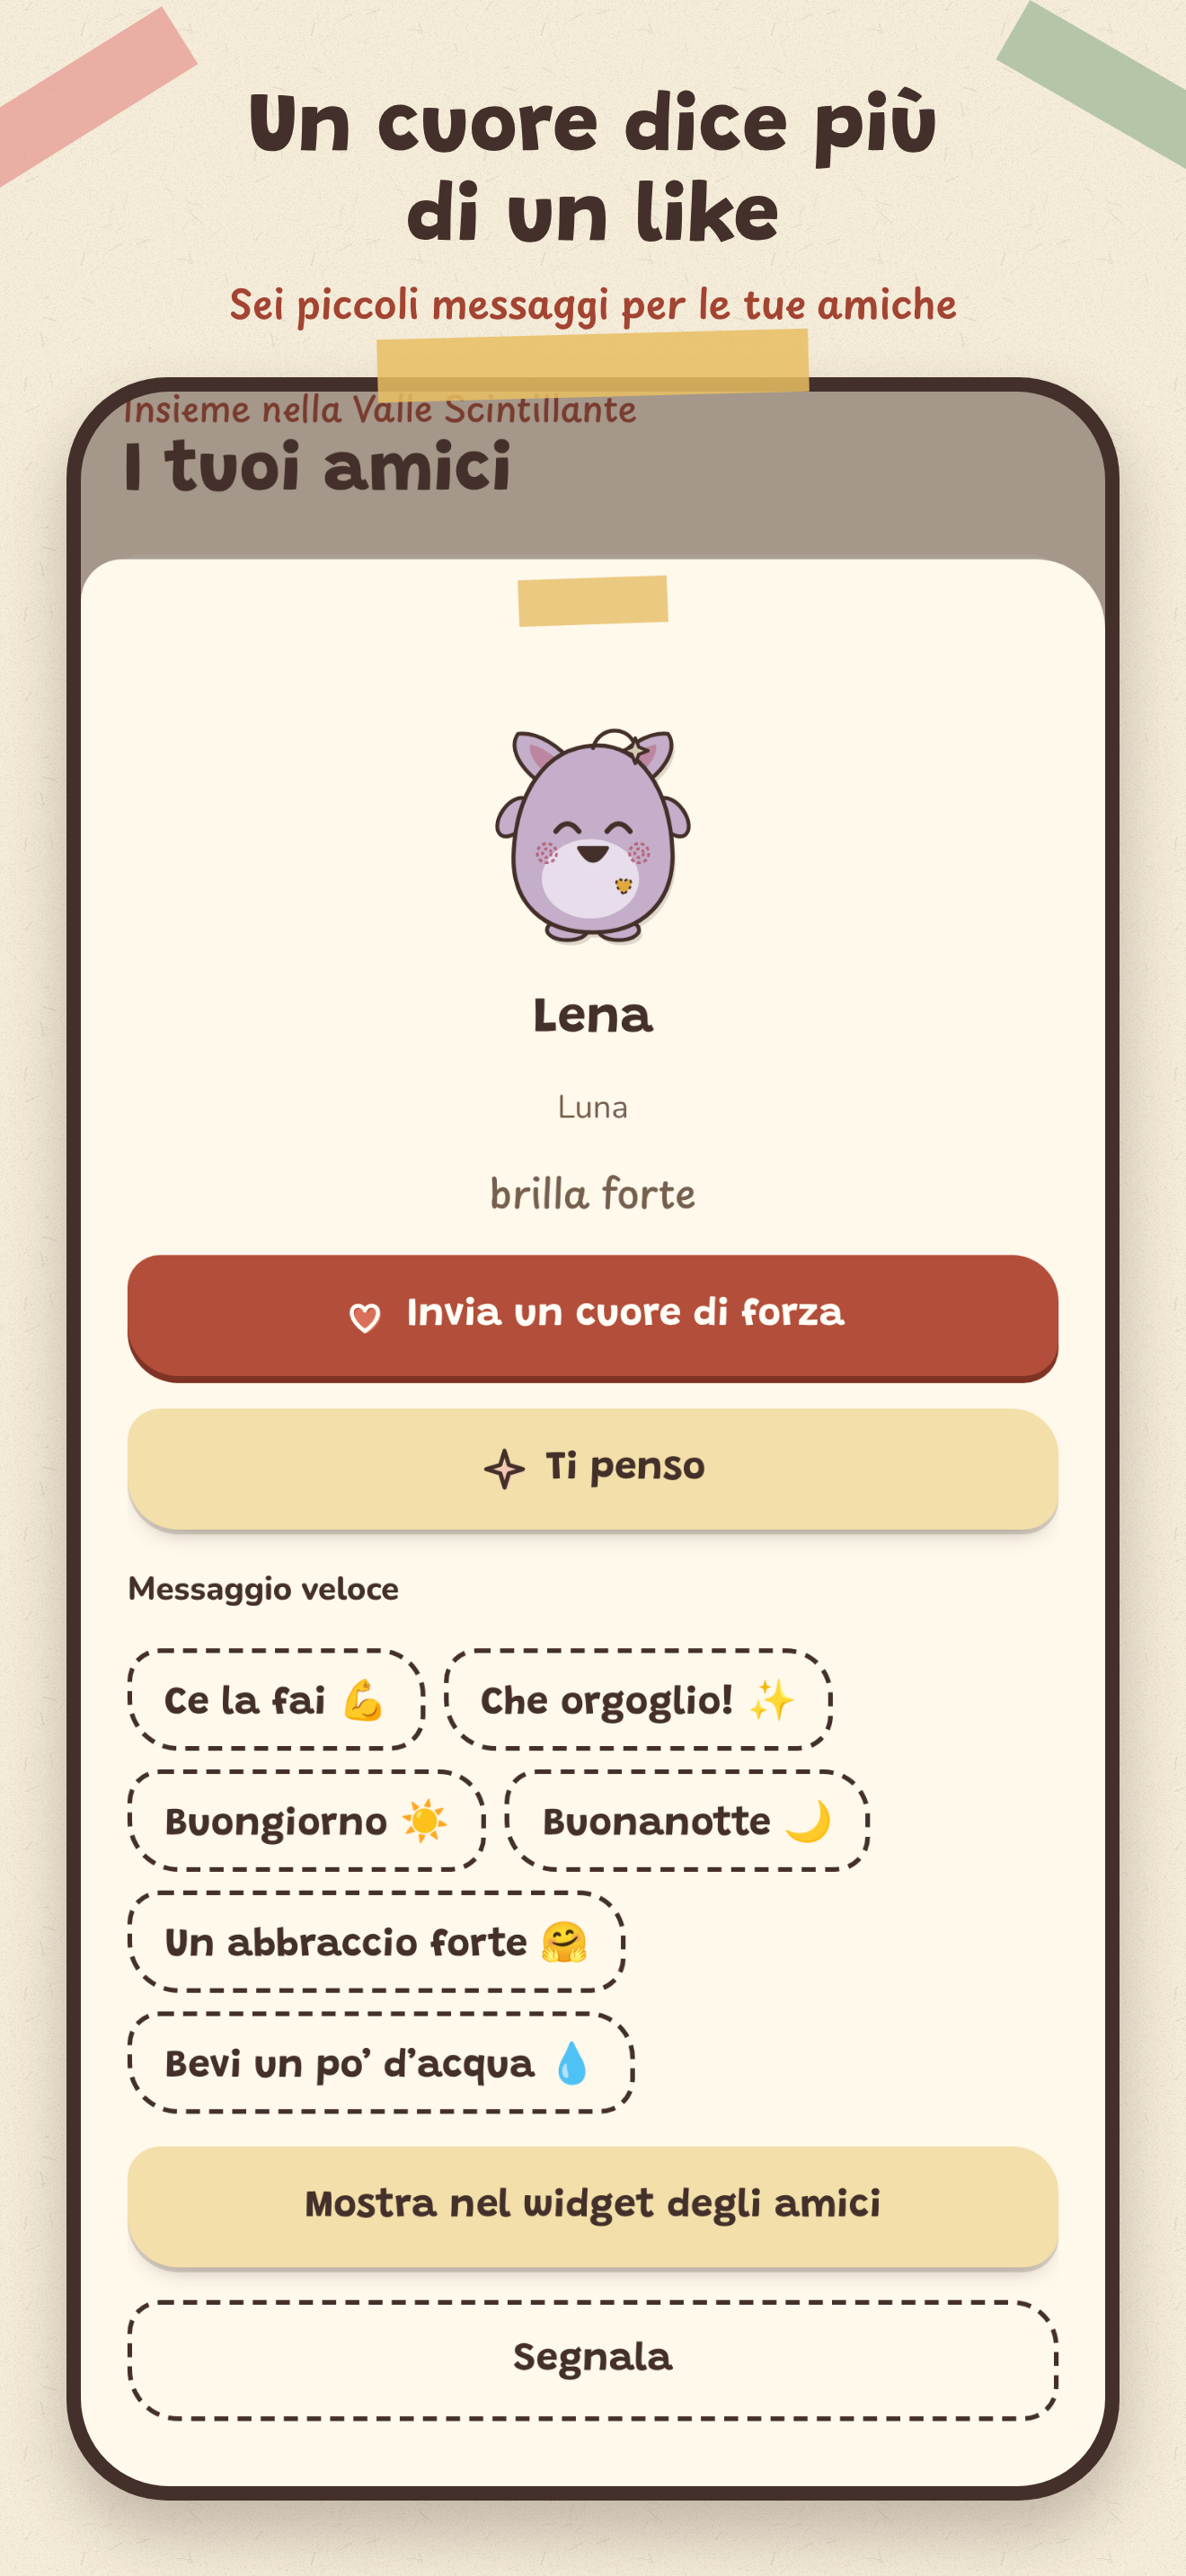 Un cuore dice più
di un like
Sei piccoli messaggi per le tue amiche
Insieme nella Valle Scintillante
I tuoi amici
Lena
Luna
brilla forte
Invia un cuore di forza
Ti penso
Messaggio veloce
Ce la fai 💪
Che orgoglio! ✨
Buongiorno ☀️
Buonanotte 🌙
Un abbraccio forte 🤗
Bevi un po’ d’acqua 💧
Mostra nel widget degli amici
Segnala